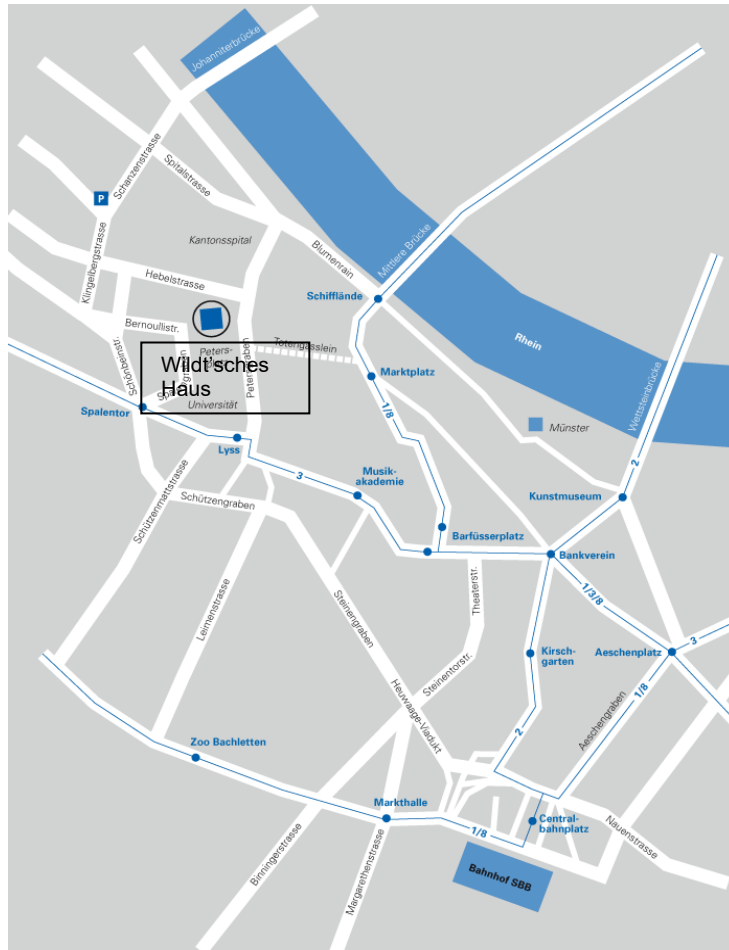 Johanniterbrücke
Schanzenstrasse
Spitalstrasse
P
Klingelbergstrasse
Kantonsspital
Blumenrain
Mittlere Brücke
Hebelstrasse
Schifflände
Bernoullistr.
Rhein
Schönbeinstr.
Totengässlein
Petersgraben
Wildt'sches
Haus
Marktplatz
Wettsteinbrücke
Universität
Spalentor
1/8
Münster
2
Lyss
3
Musik-
akademie
Kunstmuseum
Schützenmattstrasse
Schützengraben
Barfüsserplatz
Bankverein
Theaterstr.
1/3/8
Leimenstrasse
Steinengraben
Kirsch-
garten
Aeschenplatz
3
Steinentorstr.
1/8
Heuwaage-Viadukt
Aeschengraben
2
Zoo Bachletten
Markthalle
1/8
Central-
bahnplatz
Nauenstrasse
Binningerstrasse
Margarethenstrasse
Bahnhof SBB